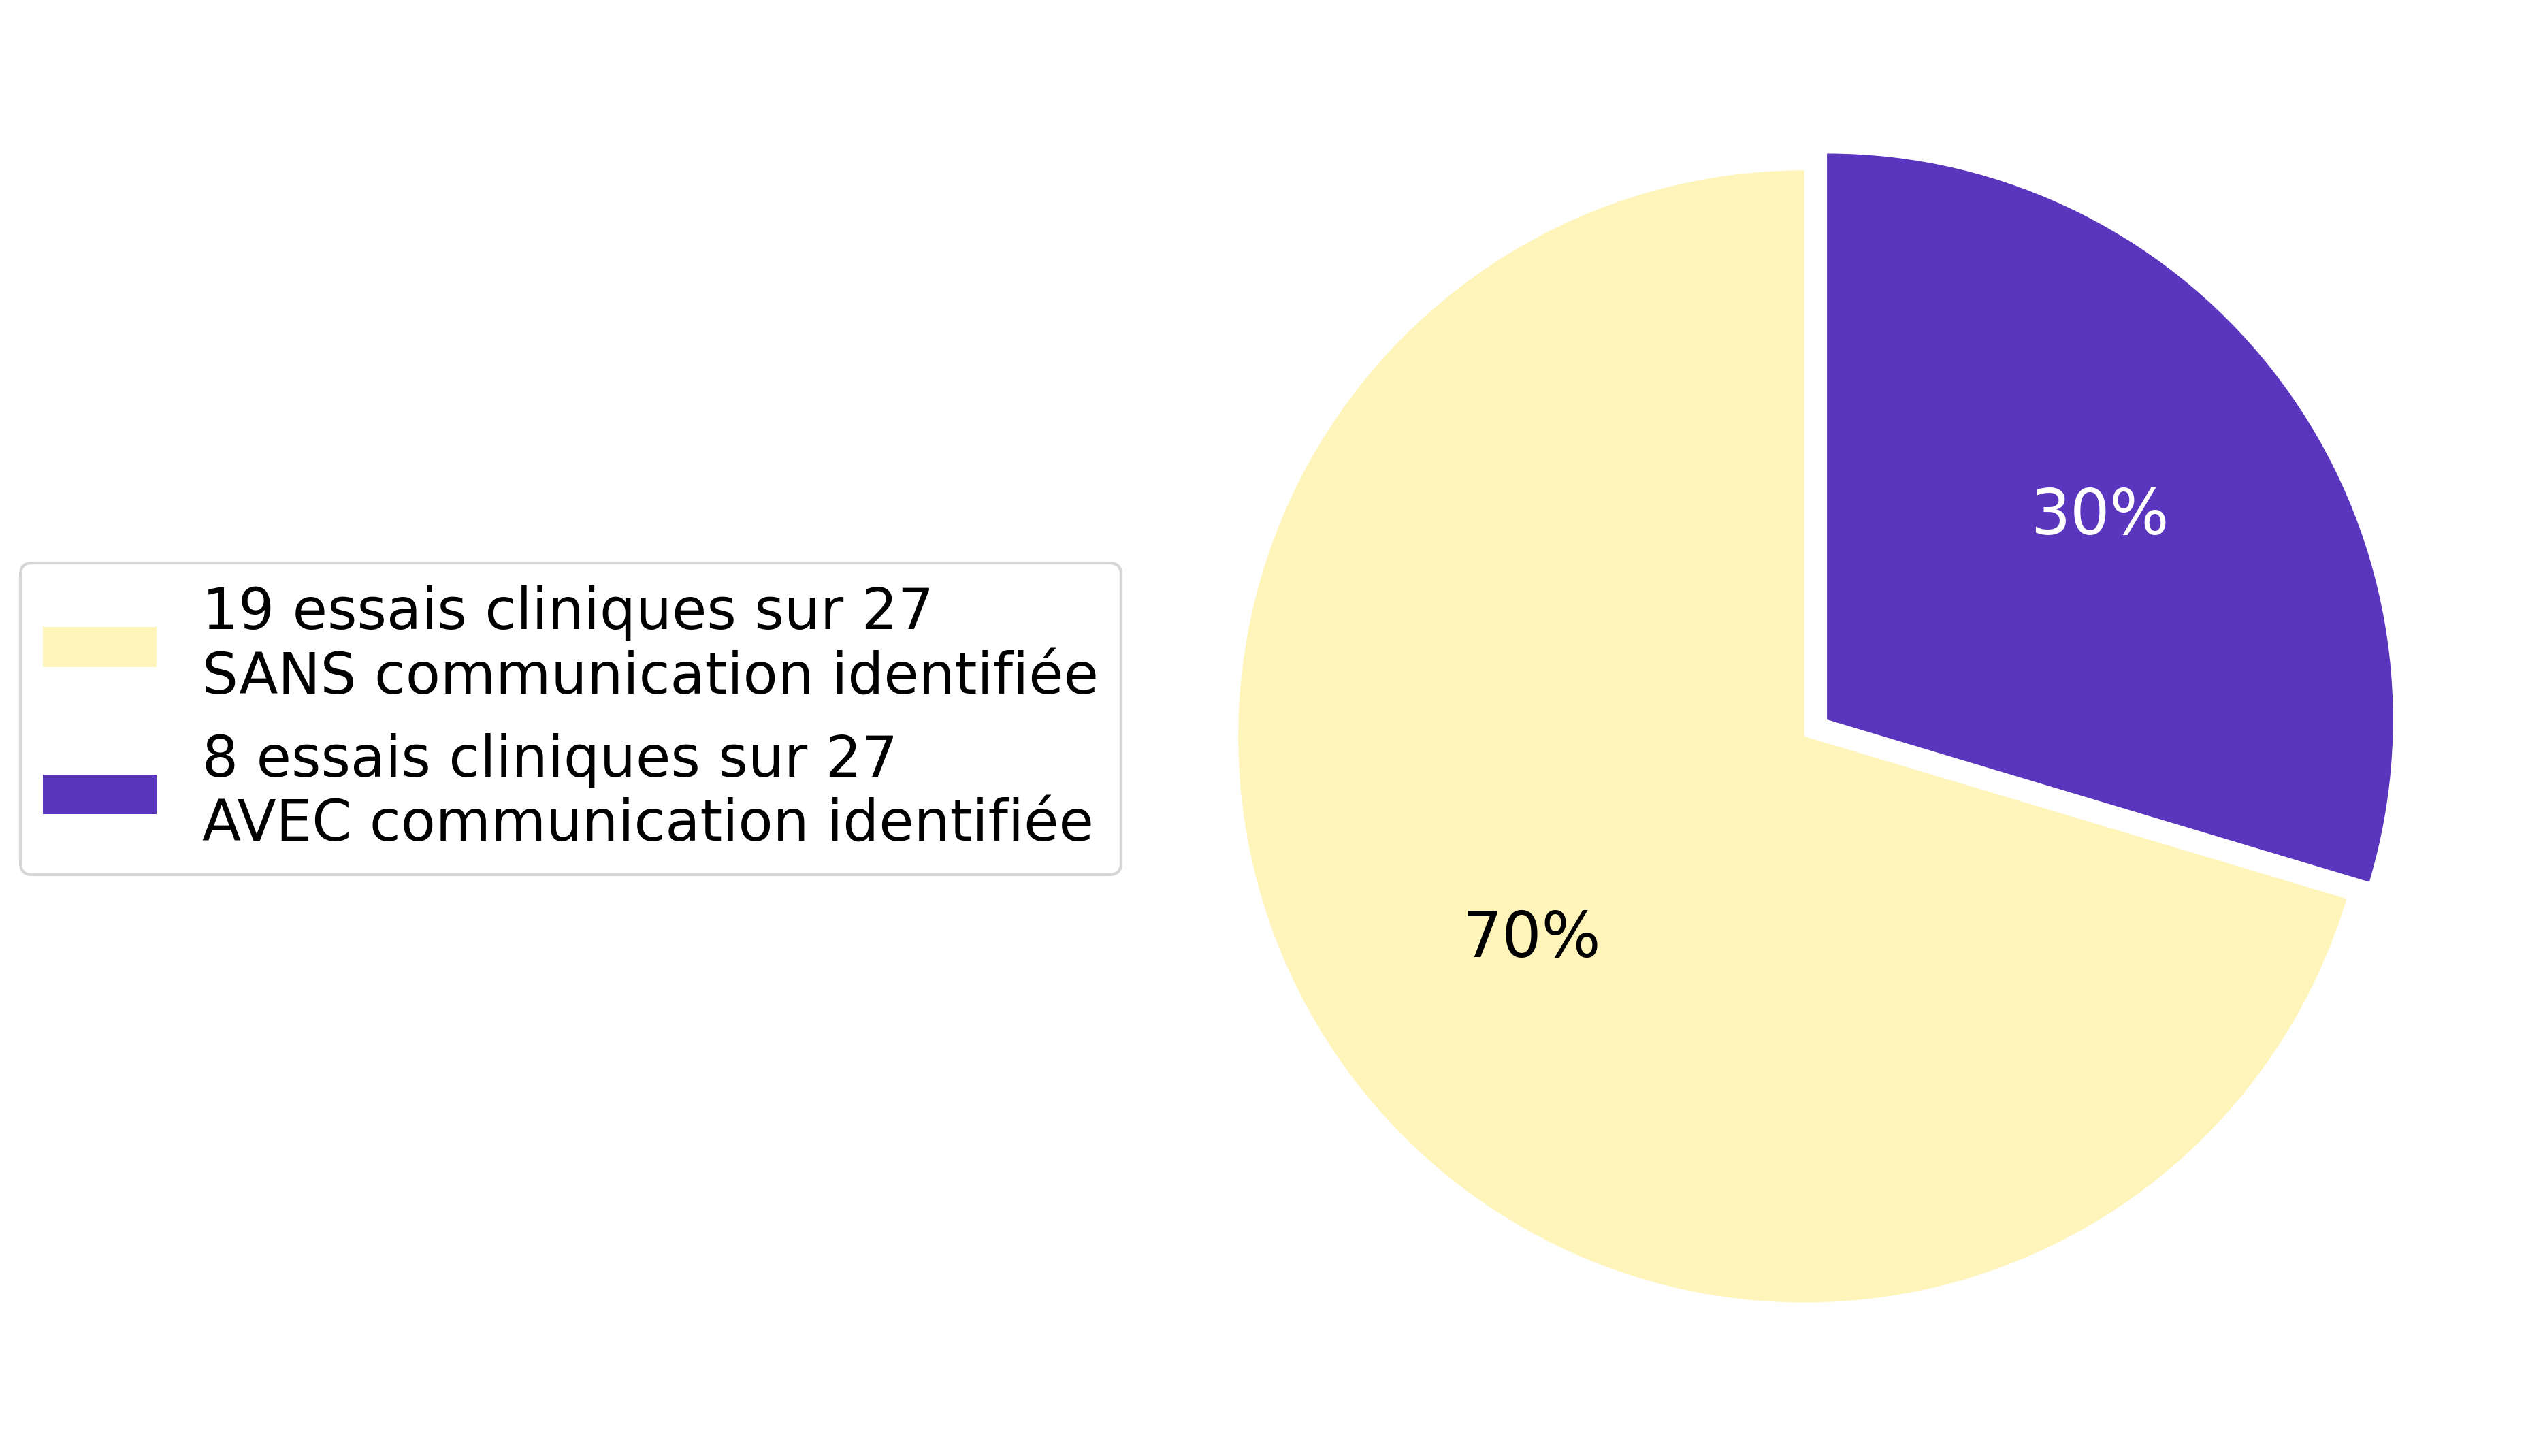 19 essais cliniques sur 27
SANS communication identifiée
8 essais cliniques sur 27
AVEC communication identifiée
30%
70%